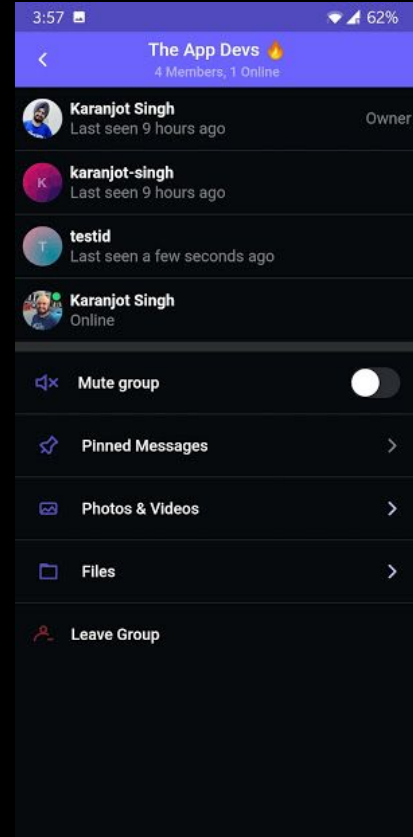 3:57 62%
The App Devs 🔥
4 Members, 1 Online
Karanjot Singh
Last seen 9 hours ago
Owner
K
karanjot-singh
Last seen 9 hours ago
T
testid
Last seen a few seconds ago
Karanjot Singh
Online
Mute group
Pinned Messages
Photos & Videos
Files
Leave Group